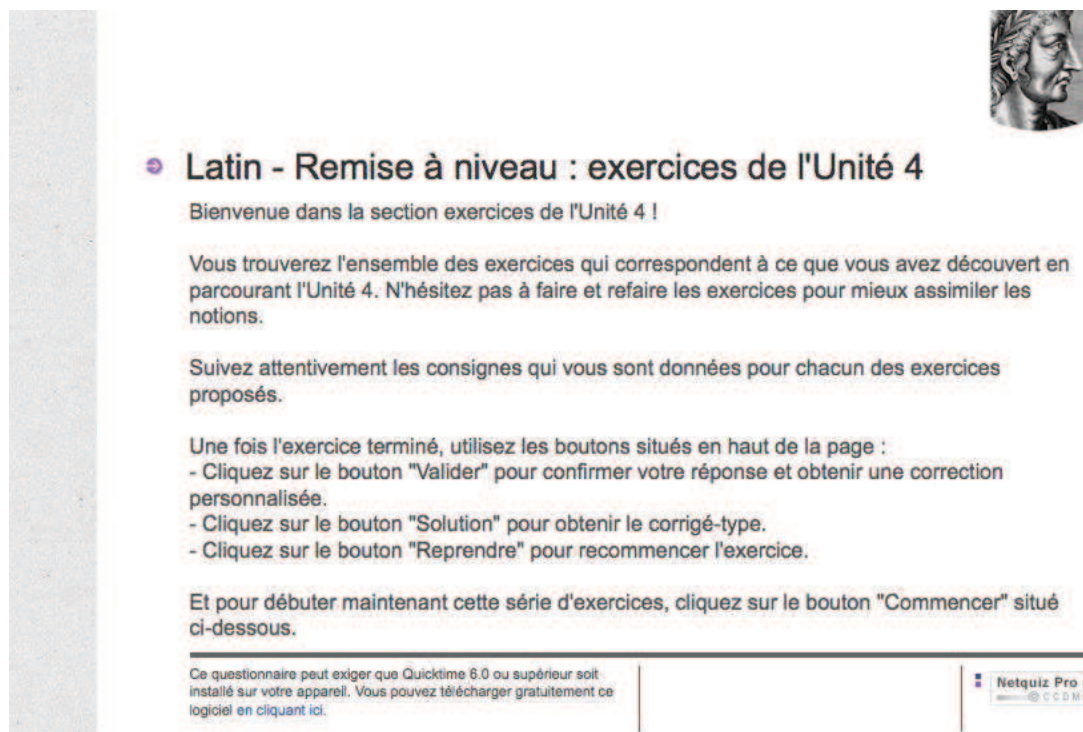 Latin - Remise à niveau : exercices de l'Unité 4
Bienvenue dans la section exercices de l'Unité 4 !
Vous trouverez l'ensemble des exercices qui correspondent à ce que vous avez découvert en
parcourant l'Unité 4. N'hésitez pas à faire et refaire les exercices pour mieux assimiler les
notions.
Suivez attentivement les consignes qui vous sont données pour chacun des exercices
proposés.
Une fois l'exercice terminé, utilisez les boutons situés en haut de la page :
- Cliquez sur le bouton "Valider" pour confirmer votre réponse et obtenir une correction
personnalisée.
- Cliquez sur le bouton "Solution" pour obtenir le corrigé-type.
- Cliquez sur le bouton "Reprendre" pour recommencer l'exercice.
Et pour débuter maintenant cette série d'exercices, cliquez sur le bouton "Commencer" situé
ci-dessous.
Ce questionnaire peut exiger que Quicktime 6.0 ou supérieur soit
installé sur votre appareil. Vous pouvez télécharger gratuitement ce
logiciel en cliquant ici.
Netquiz Pro
CCDM